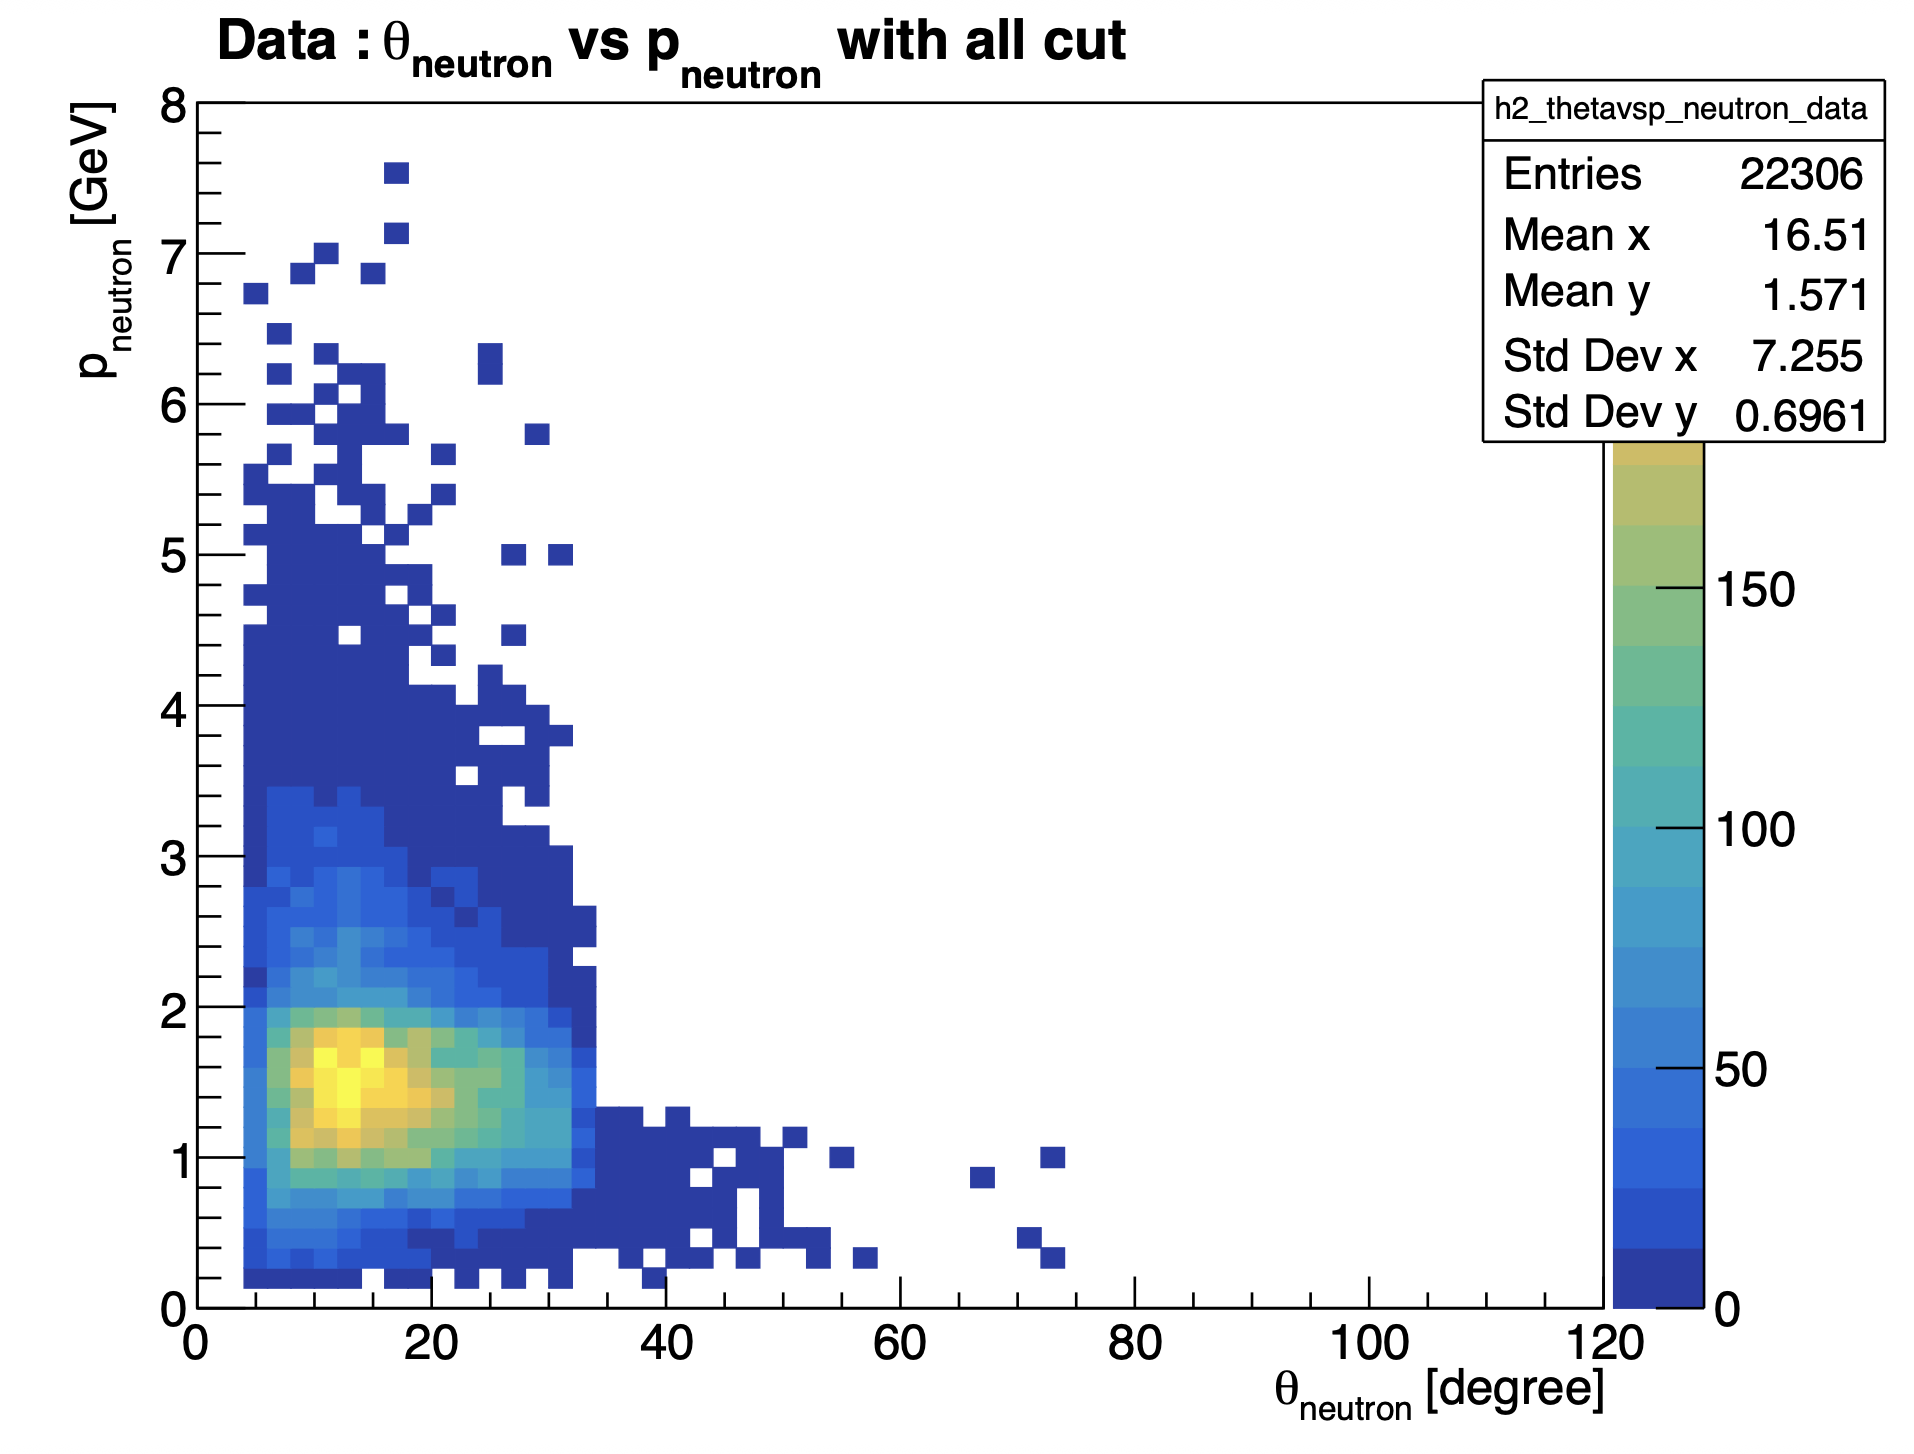 Data : θneutron vs pneutron with all cut
h2_thetavsp_neutron_data
Entries 22306
Mean x 16.51
Mean y 1.571
Std Dev x 7.255
Std Dev y 0.6961
pneutron [GeV]
8
7
6
5
4
3
2
1
0
150
100
50
0
0 20 40 60 80 100 120
θneutron [degree]